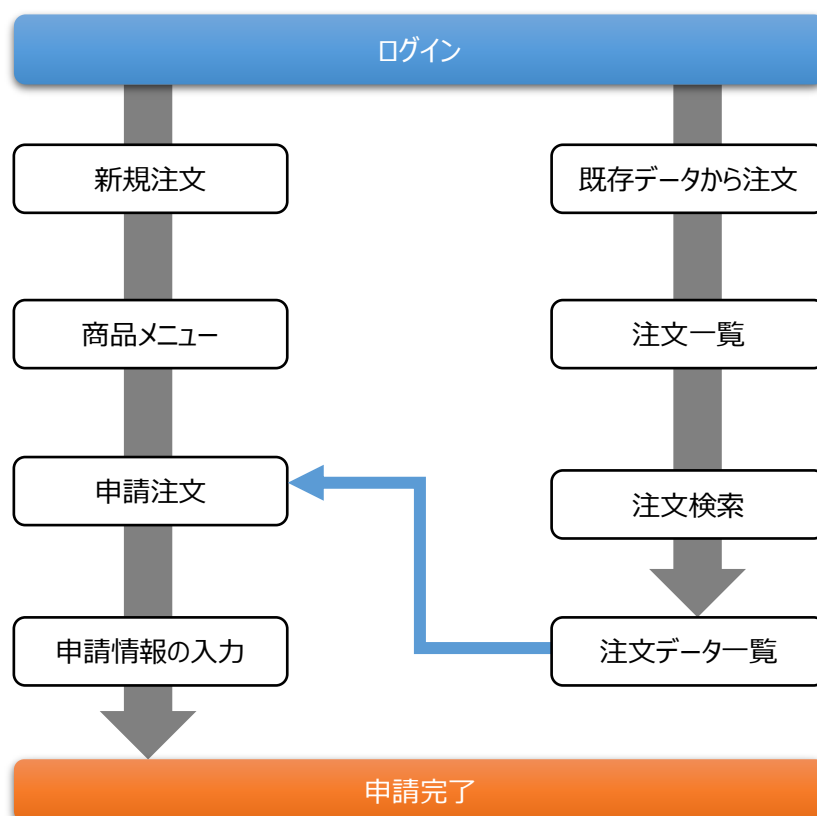 ログイン
新規注文
既存データから注文
商品メニュー
注文一覧
申請注文
注文検索
申請情報の入力
注文データ一覧
申請完了